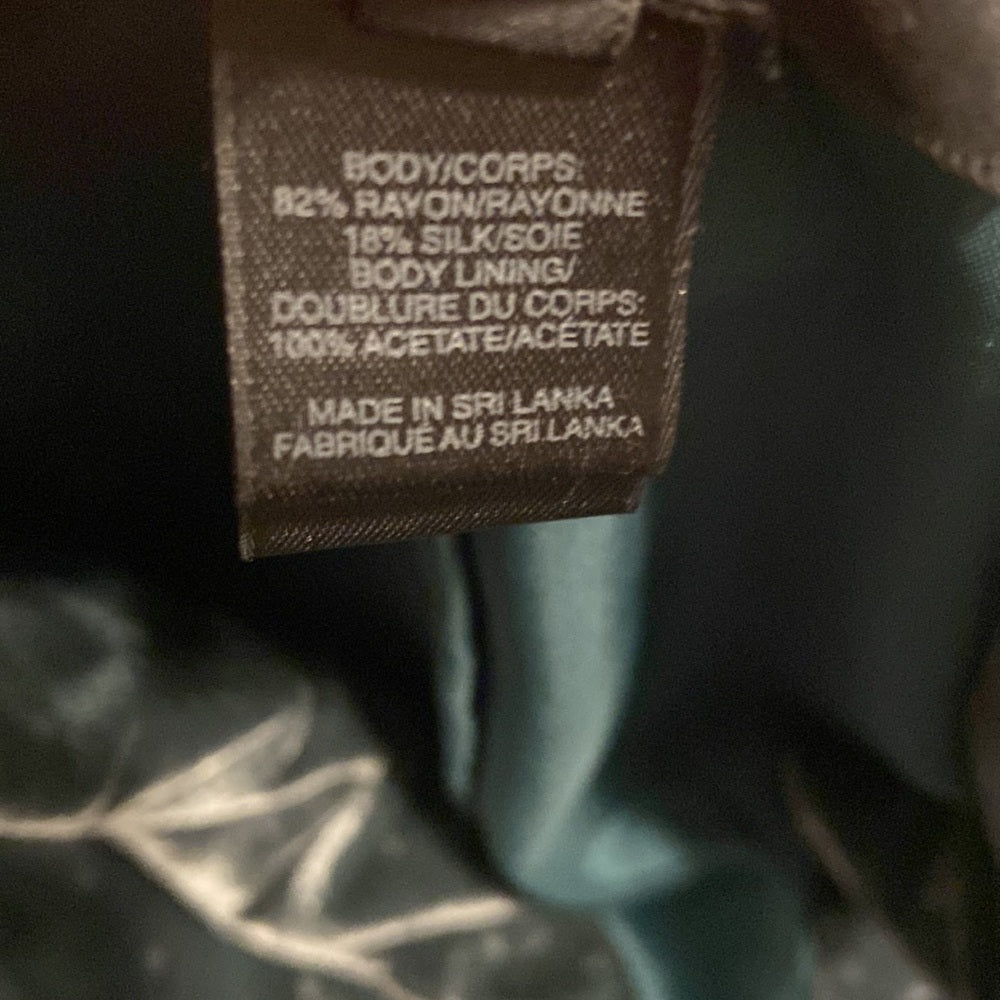 BODY/CORPS:
82% RAYON/RAYONNE
18% SILK/SOIE
BODY LINING/
DOUBLURE DU CORPS:
100% ACETATE/ACÉTATE
MADE IN SRI LANKA
FABRIQUÉ AU SRI LANKA